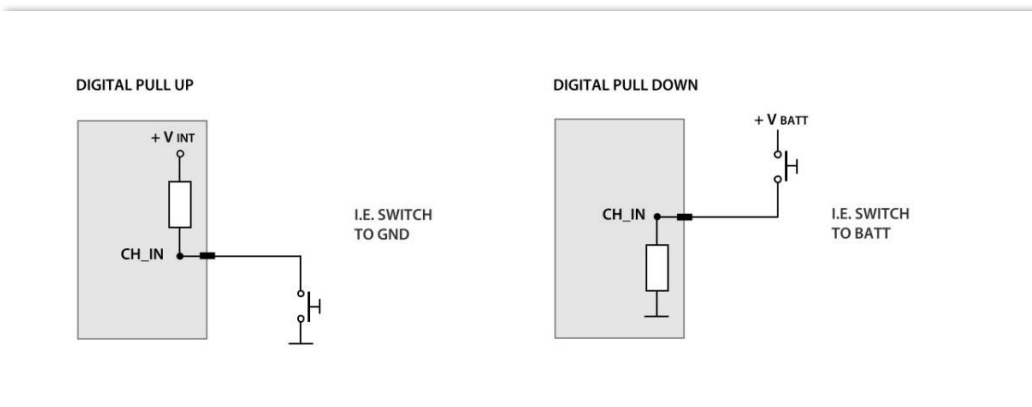 DIGITAL PULL UP
+ V INT
CH_IN
I.E. SWITCH
TO GND
DIGITAL PULL DOWN
+ V BATT
CH_IN
I.E. SWITCH
TO BATT